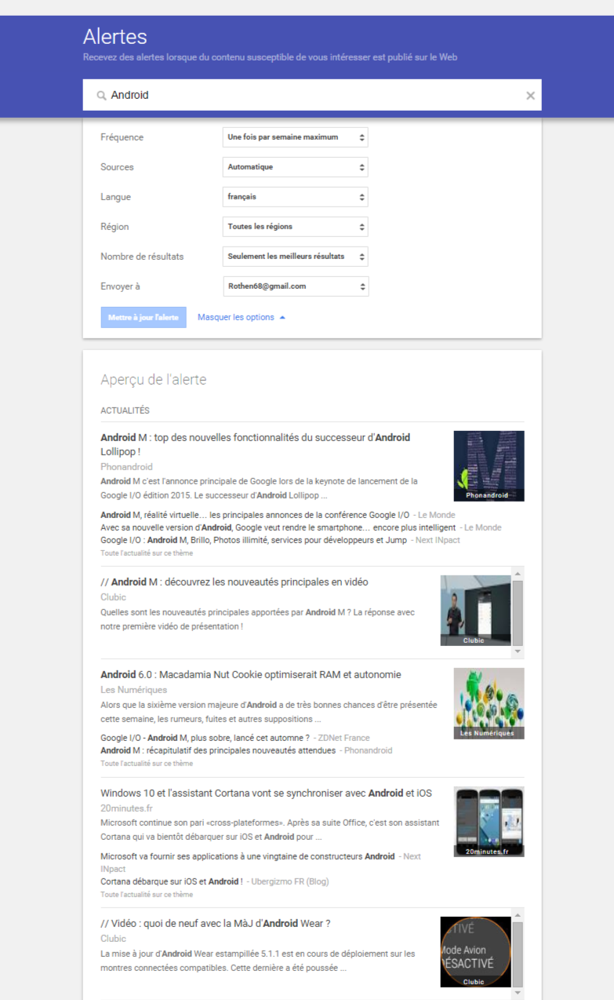 Alertes
Recevez des alertes lorsque du contenu susceptible de vous intéresser est publié sur le Web
Android
Fréquence
Une fois par semaine maximum
Sources
Automatique
Langue
français
Région
Toutes les régions
Nombre de résultats
Seulement les meilleurs résultats
Envoyer à
Rothen68@gmail.com
Mettre à jour l'alerte
Masquer les options
Aperçu de l'alerte
ACTUALITÉS
Android M : top des nouvelles fonctionnalités du successeur d'Android
Lollipop !
Phonandroid
Android M c'est l'annonce principale de Google lors de la keynote de lancement de la
Google I/O édition 2015. Le successeur d'Android Lollipop ...
Phonandroid
Android M, réalité virtuelle… les principales annonces de la conférence Google I/O - Le Monde
Avec sa nouvelle version d'Android, Google veut rendre le smartphone… encore plus intelligent - Le Monde
Google I/O : Android M, Brillo, Photos illimité, services pour développeurs et Jump - Next INpact
Toute l'actualité sur ce thème
// Android M : découvrez les nouveautés principales en vidéo
Clubic
Quelles sont les nouveautés principales apportées par Android M ? La réponse avec
notre première vidéo de présentation !
Clubic
Android 6.0 : Macadamia Nut Cookie optimiserait RAM et autonomie
Les Numériques
Alors que la sixième version majeure d'Android a de très bonnes chances d'être présentée
cette semaine, les rumeurs, fuites et autres suppositions ...
Les Numériques
Google I/O - Android M, plus sobre, lancé cet automne ? - ZDNet France
Android M : récapitulatif des principales nouveautés attendues - Phonandroid
Toute l'actualité sur ce thème
Windows 10 et l'assistant Cortana vont se synchroniser avec Android et iOS
20minutes.fr
Microsoft continue son pari «cross-plateformes». Après sa suite Office, c'est son assistant
Cortana qui va bientôt débarquer sur iOS et Android pour ...
20minutes.fr
Microsoft va fournir ses applications à une vingtaine de constructeurs Android - Next
INpact
Cortana débarque sur iOS et Android ! - Ubergizmo FR (Blog)
Toute l'actualité sur ce thème
// Vidéo : quoi de neuf avec la MàJ d'Android Wear ?
Clubic
La mise à jour d'Android Wear estampillée 5.1.1 est en cours de déploiement sur les
montres connectées compatibles. Cette dernière a été poussée ...
Mode Avion
DÉSACTIVÉ
Clubic